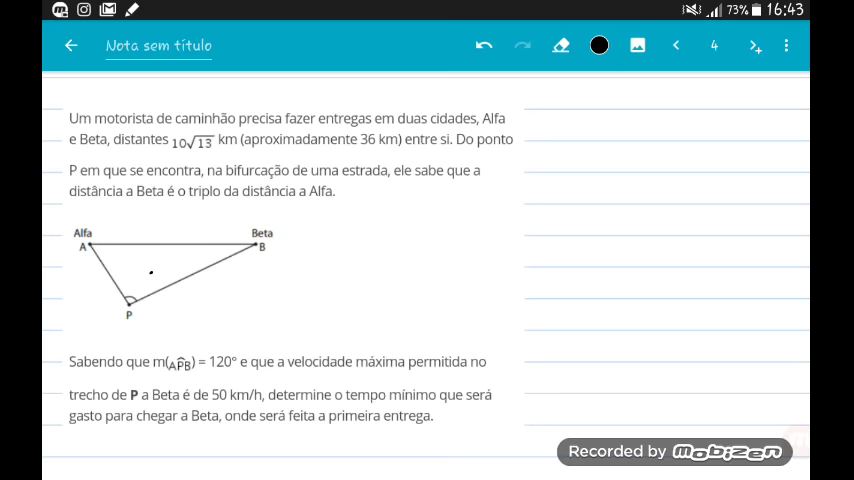 73% 16:43
Nota sem título
4
Um motorista de caminhão precisa fazer entregas em duas cidades, Alfa
e Beta, distantes 10√13 km (aproximadamente 36 km) entre si. Do ponto
P em que se encontra, na bifurcação de uma estrada, ele sabe que a
distância a Beta é o triplo da distância a Alfa.
Alfa Beta
A B
P
Sabendo que m(APB) = 120° e que a velocidade máxima permitida no
trecho de P a Beta é de 50 km/h, determine o tempo mínimo que será
gasto para chegar a Beta, onde será feita a primeira entrega.
Recorded by mobizen